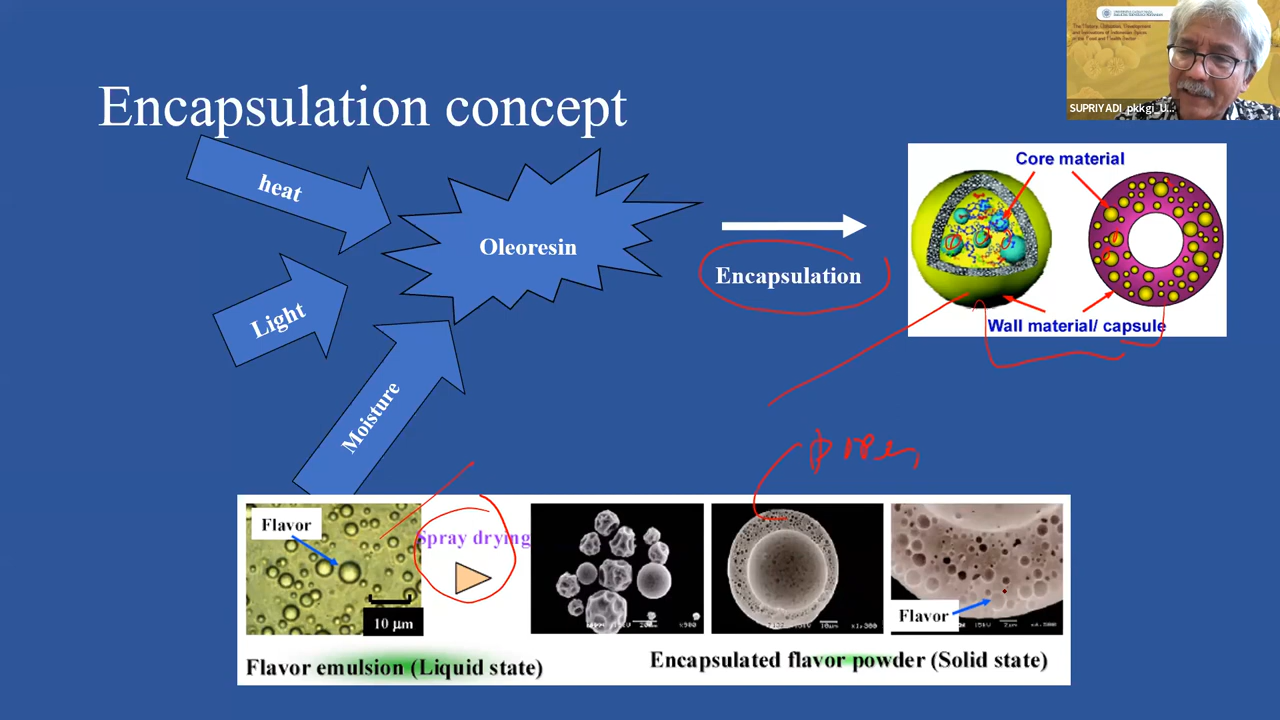 Encapsulation concept
SUPRIYADI_pkkgj_U...
heat
Light
Moisture
Oleoresin
Encapsulation
Core material
Wall material/ capsule
Flavor
10 µm
Spray drying
Flavor
Flavor emulsion (Liquid state)
Encapsulated flavor powder (Solid state)